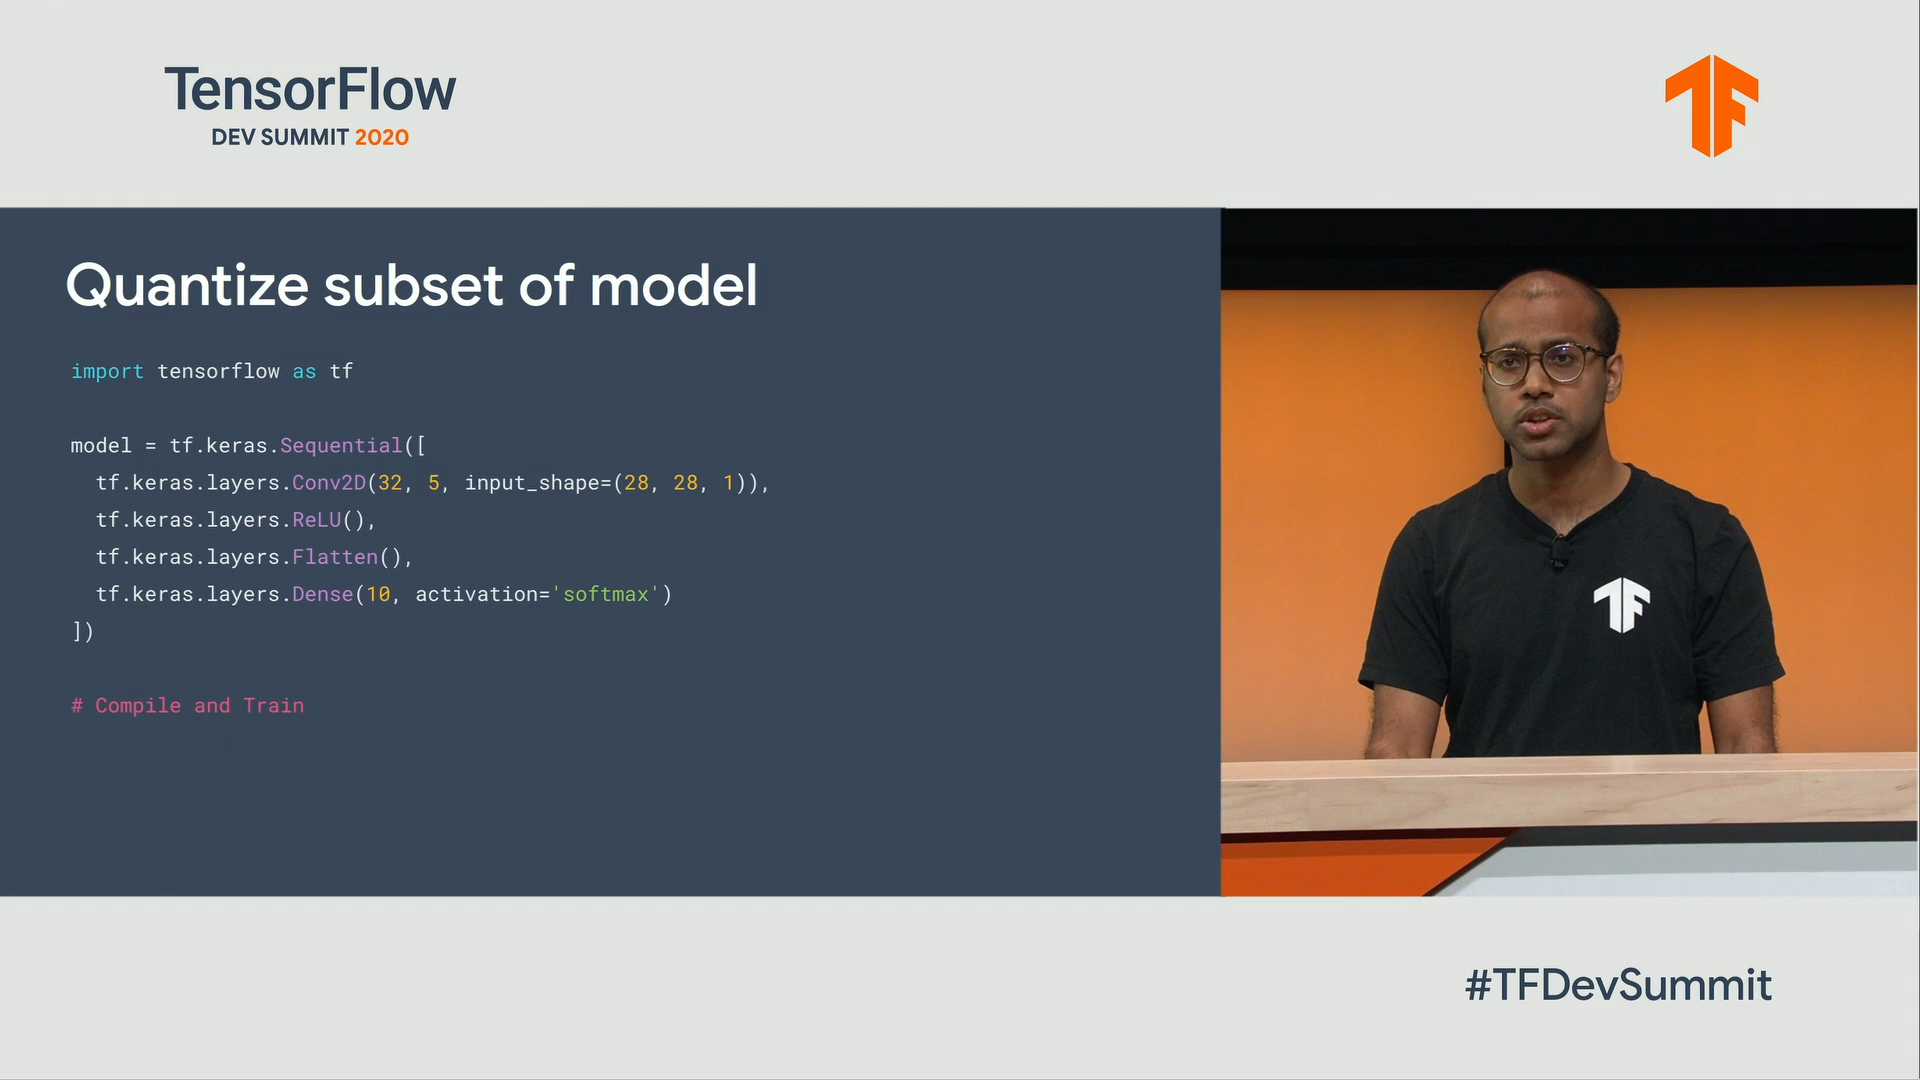 TensorFlow
DEV SUMMIT 2020
Quantize subset of model
import tensorflow as tf
model = tf.keras.Sequential([
  tf.keras.layers.Conv2D(32, 5, input_shape=(28, 28, 1)),
  tf.keras.layers.ReLU(),
  tf.keras.layers.Flatten(),
  tf.keras.layers.Dense(10, activation='softmax')
])
# Compile and Train
#TFDevSummit